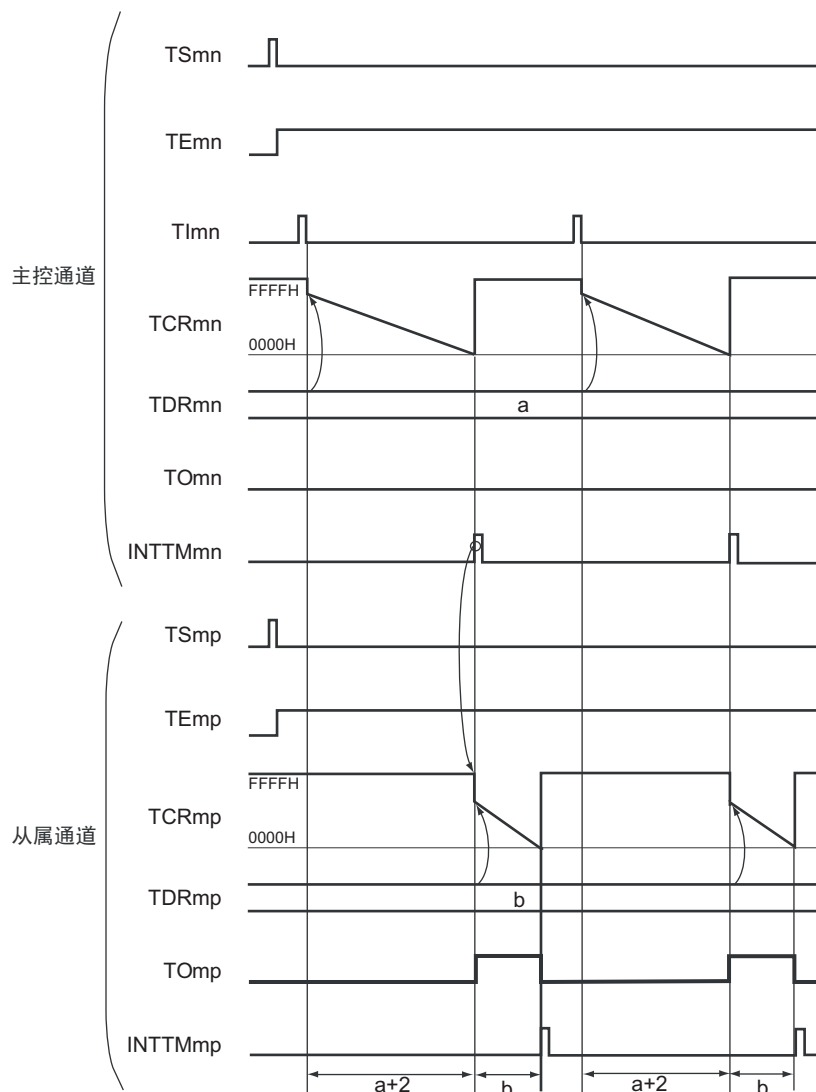 主控通道
TSmn
TEmn
TImn
FFFFH
TCRmn
0000H
TDRmn
a
TOmn
INTTMmn
从属通道
TSmp
TEmp
FFFFH
TCRmp
0000H
TDRmp
b
TOmp
INTTMmp
a+2 b a+2 b